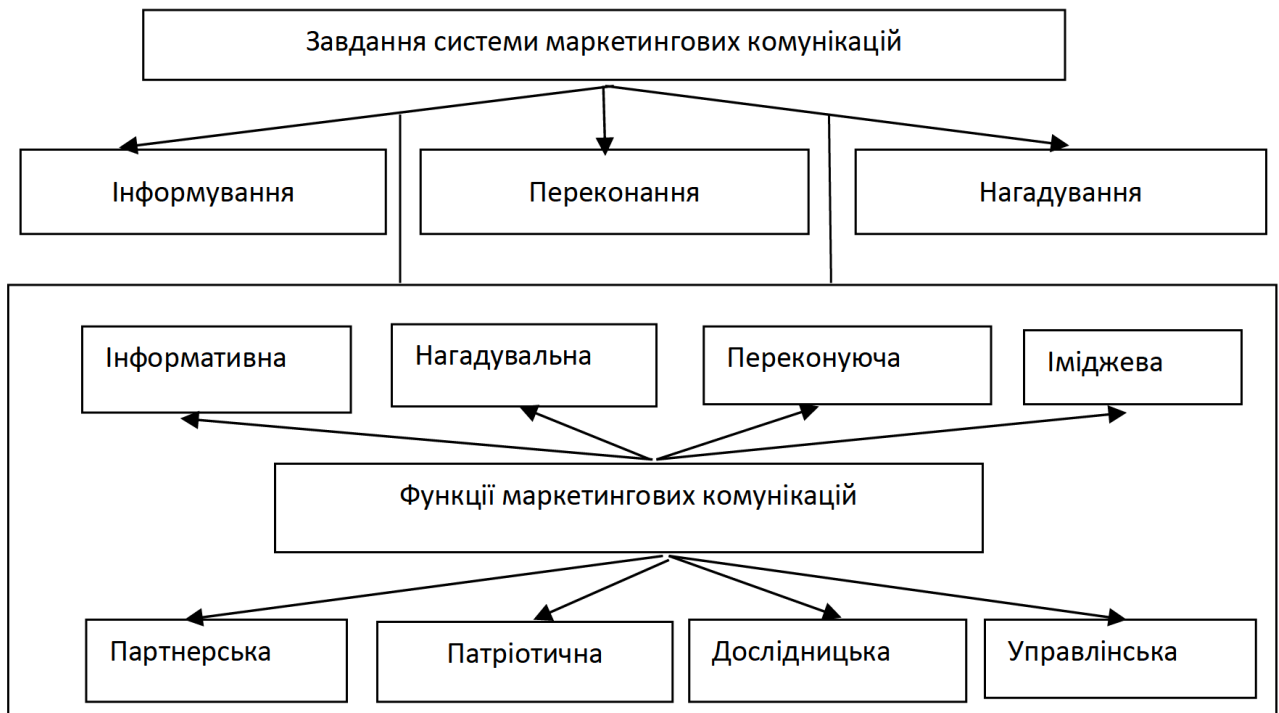 Завдання системи маркетингових комунікацій
Інформування
Переконання
Нагадування
Інформативна
Нагадувальна
Переконуюча
Іміджева
Функції маркетингових комунікацій
Партнерська
Патріотична
Дослідницька
Управлінська